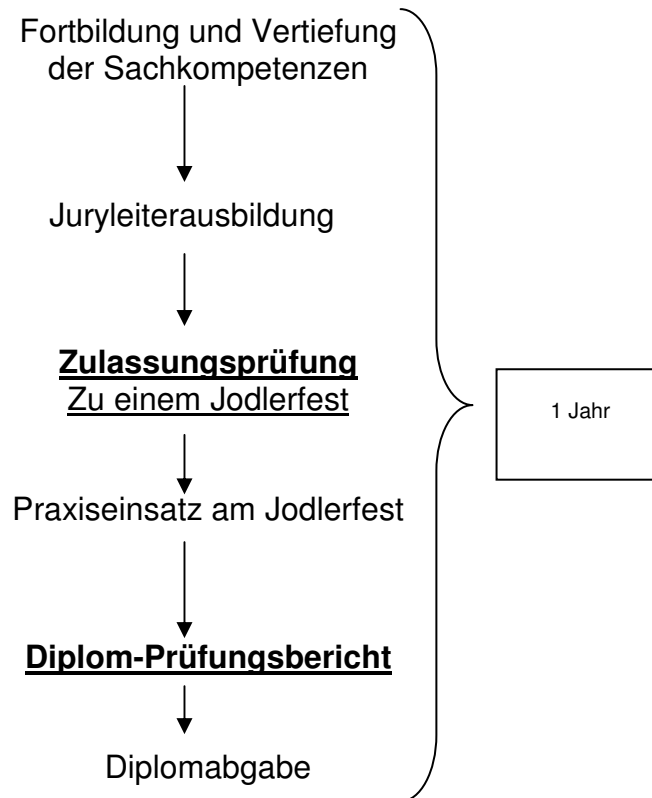 Fortbildung und Vertiefung
der Sachkompetenzen
Juryleiterausbildung
Zulassungsprüfung
Zu einem Jodlerfest
1 Jahr
Praxiseinsatz am Jodlerfest
Diplom-Prüfungsbericht
Diplomabgabe